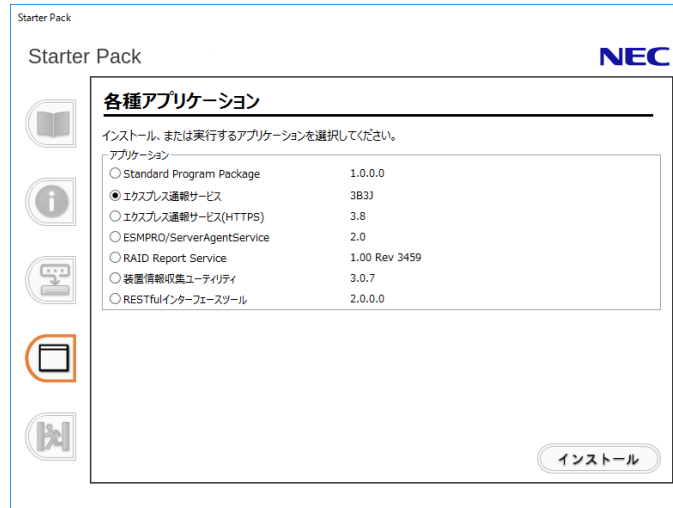 Starter Pack
Starter Pack
NEC
各種アプリケーション
インストール、または実行するアプリケーションを選択してください。
アプリケーション
Standard Program Package 1.0.0.0
エクスプレス通報サービス 3B3J
エクスプレス通報サービス(HTTPS) 3.8
ESMPRO/ServerAgentService 2.0
RAID Report Service 1.00 Rev 3459
装置情報収集ユーティリティ 3.0.7
RESTfulインターフェースツール 2.0.0.0
インストール